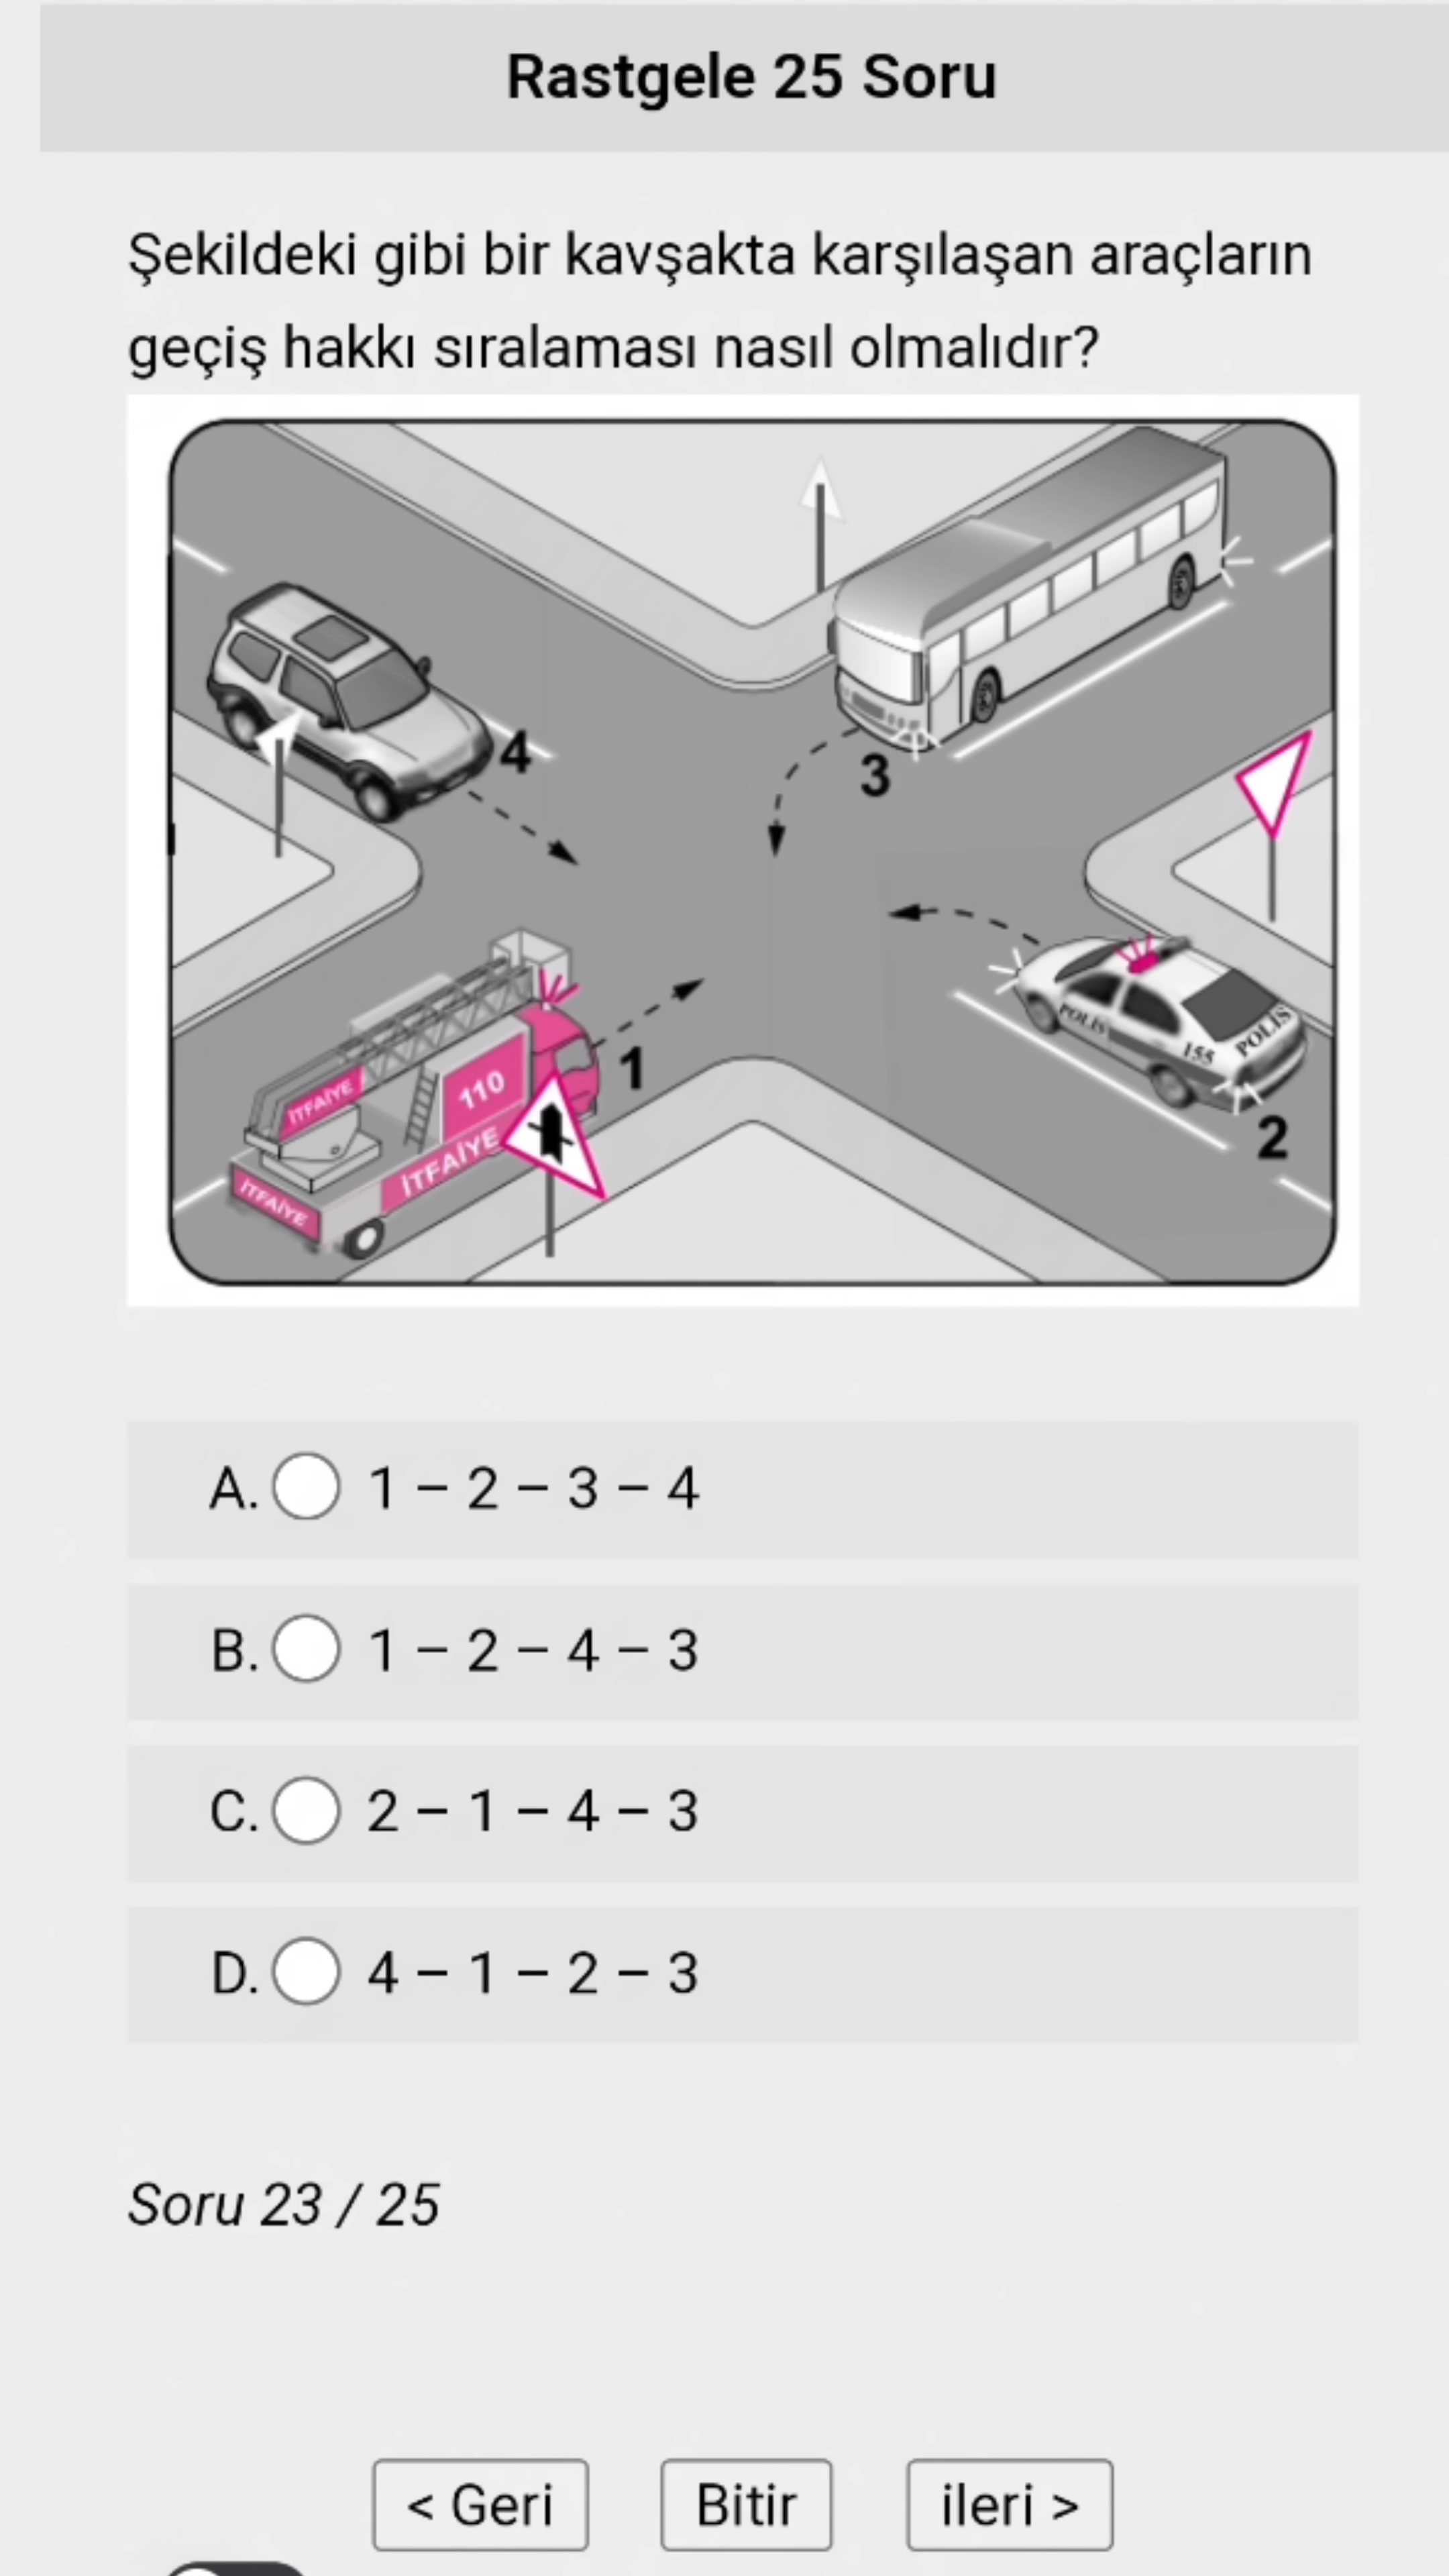 Rastgele 25 Soru
Şekildeki gibi bir kavşakta karşılaşan araçların
geçiş hakkı sıralaması nasıl olmalıdır?
4
3
1
2
İTFAİYE
110
İTFAİYE
İTFAİYE
POLİS
155
POLİS
A. 1 – 2 – 3 – 4
B. 1 – 2 – 4 – 3
C. 2 – 1 – 4 – 3
D. 4 – 1 – 2 – 3
Soru 23 / 25
< Geri
Bitir
ileri >